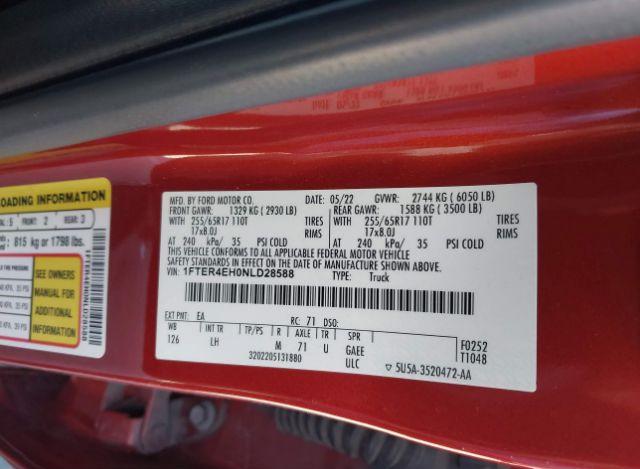 OADING INFORMATION
: 5 FRONT: 2 REAR: 3
815 kg or 1798 lbs.
SEE OWNERS
MANUAL FOR
ADDITIONAL
INFORMATION
1FTER4EH0NLD28588
MFD. BY FORD MOTOR CO.
FRONT GAWR: 1329 KG ( 2930 LB)
WITH 255/65R17 110T TIRES
17x8.0J RIMS
AT 240 kPa/ 35 PSI COLD
05/22 GVWR: 2744 KG ( 6050 LB)
REAR GAWR: 1588 KG ( 3500 LB)
WITH 255/65R17 110T TIRES
17x8.0J RIMS
AT 240 kPa/ 35 PSI COLD
THIS VEHICLE CONFORMS TO ALL APPLICABLE FEDERAL MOTOR VEHICLE
SAFETY STANDARDS IN EFFECT ON THE DATE OF MANUFACTURE SHOWN ABOVE.
VIN: 1FTER4EH0NLD28588
TYPE: Truck
EXT PNT: EA RC: 71 DSO:
WB INT TR TP/PS R AXLE TR SPR
126 LH M 71 U GAEE
ULC
3202205131880
F0252
T1048
5U5A-3520472-AA